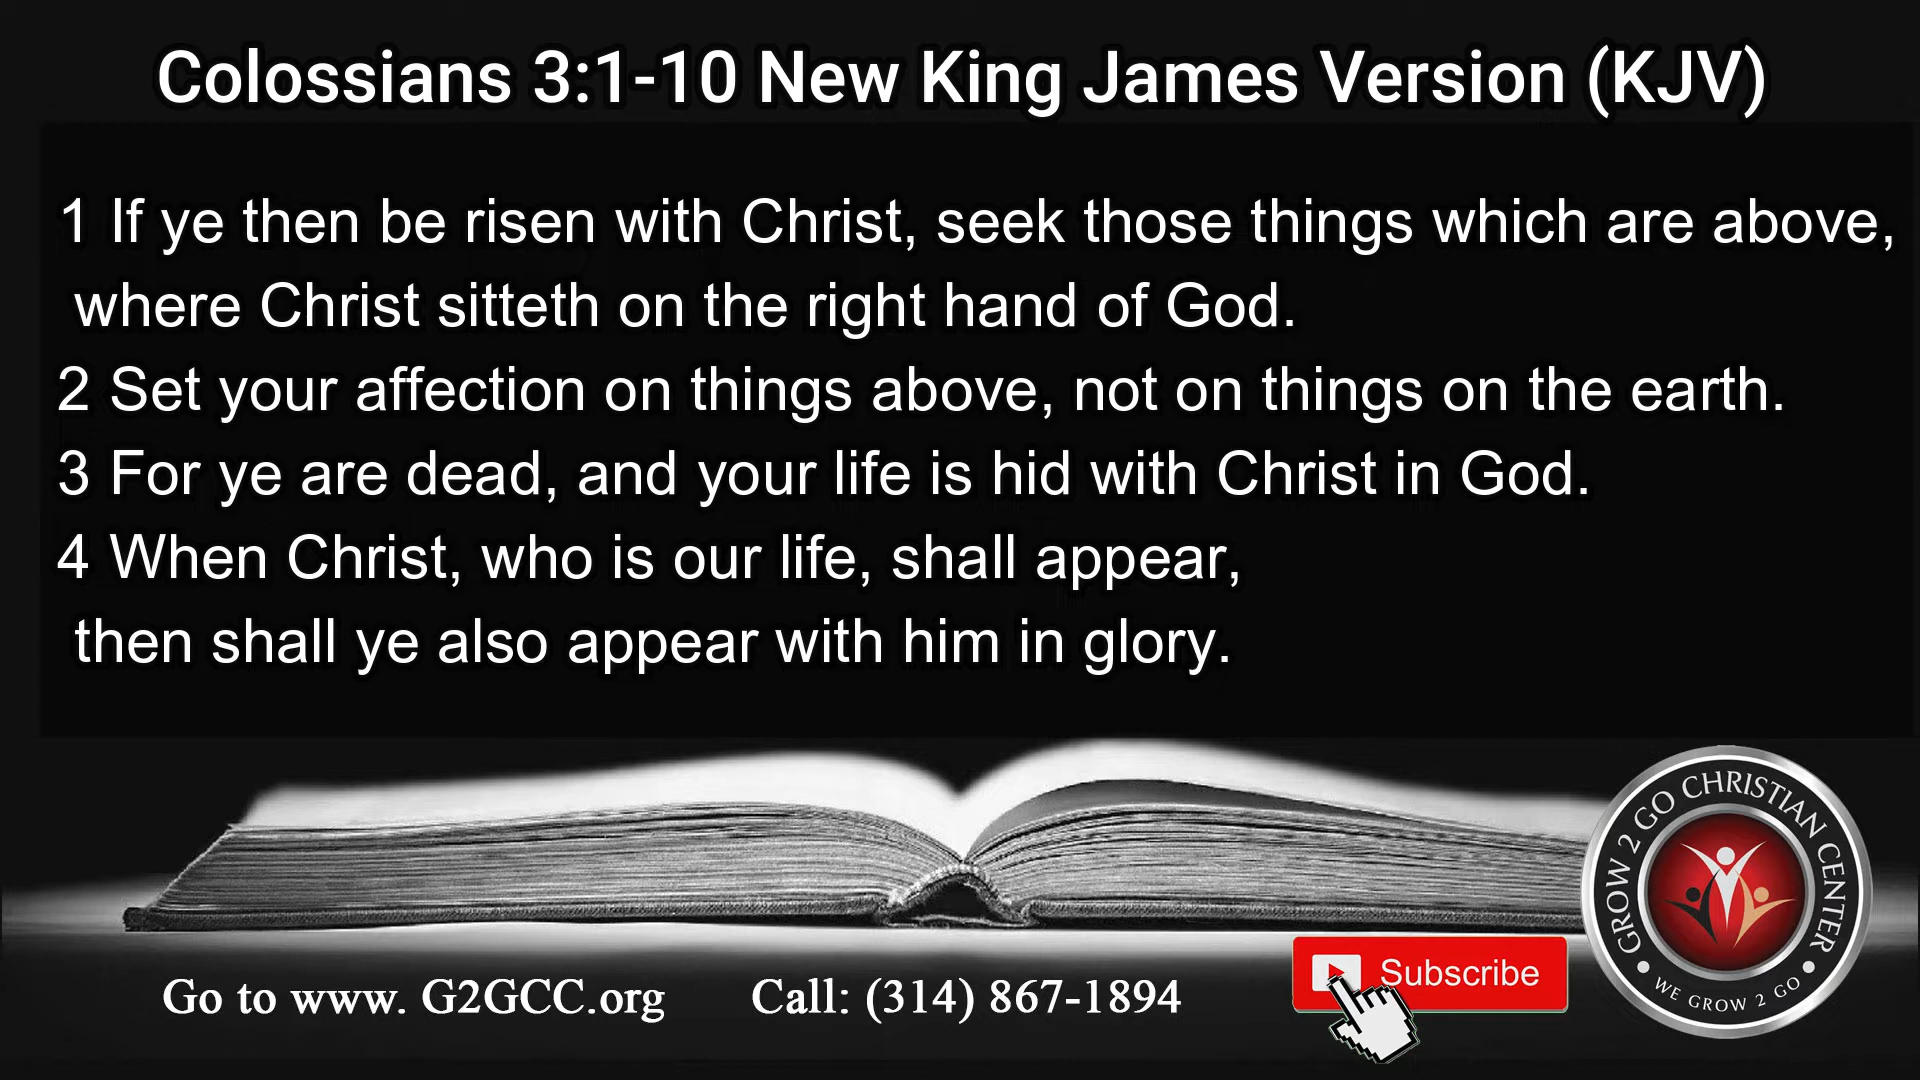 Colossians 3:1-10 New King James Version (KJV)
1 If ye then be risen with Christ, seek those things which are above,
where Christ sitteth on the right hand of God.
2 Set your affection on things above, not on things on the earth.
3 For ye are dead, and your life is hid with Christ in God.
4 When Christ, who is our life, shall appear,
then shall ye also appear with him in glory.
GROW 2 GO CHRISTIAN CENTER
• WE GROW 2 GO •
Subscribe
Go to www. G2GCC.org Call: (314) 867-1894